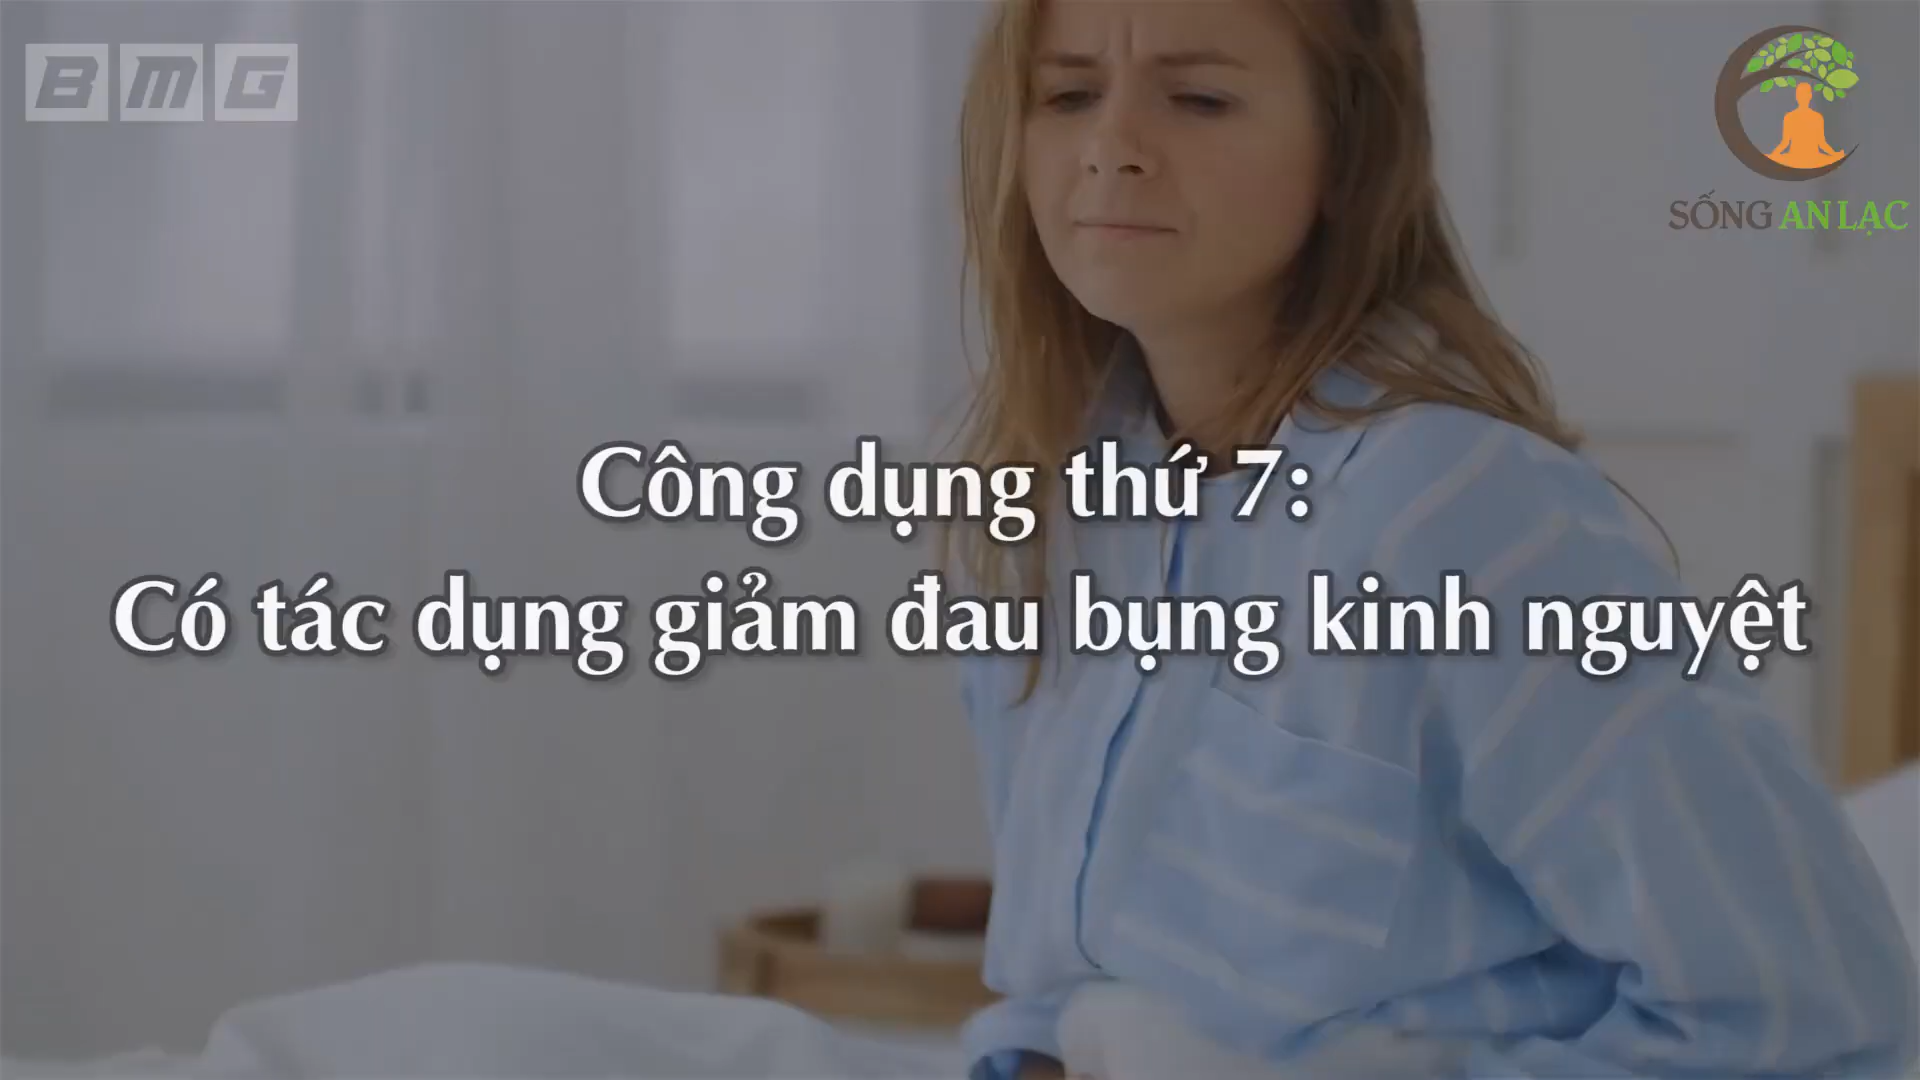 BMG
SỐNG AN LẠC
Công dụng thứ 7:
Có tác dụng giảm đau bụng kinh nguyệt